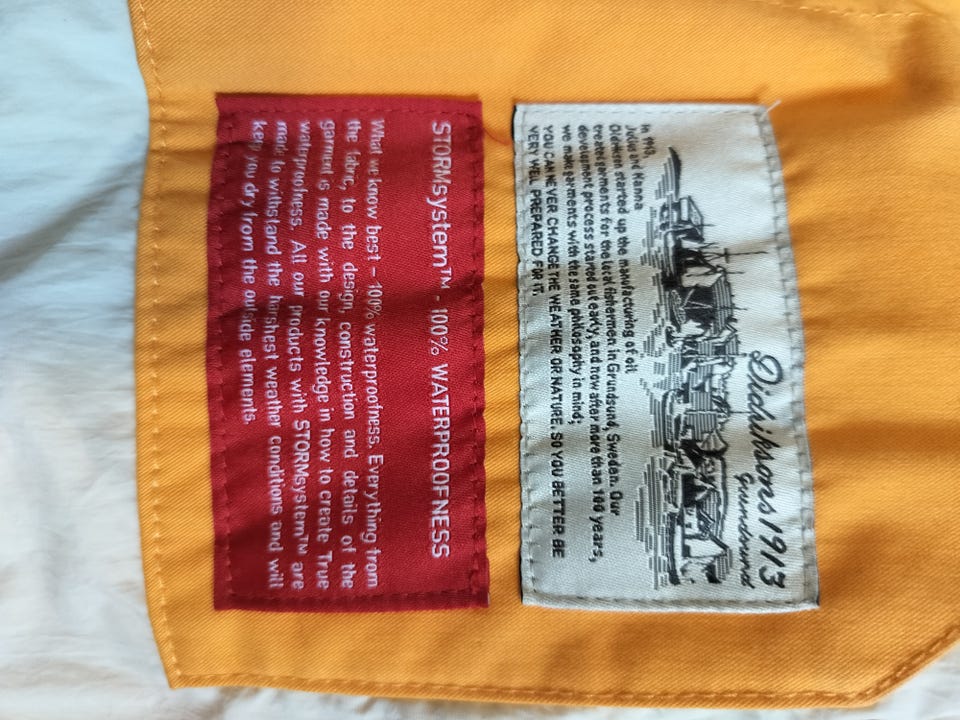 Didriksons1913
Grundsund
In 1913,
Julius and Hanna
Didriksen started up the manufacturing of oil
treated garments for the local fishermen in Grundsund, Sweden. Our
development process started out early, and now after more than 100 years,
we make garments with the same philosophy in mind;
YOU CAN NEVER CHANGE THE WEATHER OR NATURE, SO YOU BETTER BE
VERY WELL PREPARED FOR IT.
STORMsystem™ - 100% WATERPROOFNESS
What we know best – 100% waterproofness. Everything from
the fabric, to the design, construction and details of the
garment is made with our knowledge in how to create True
waterproofness. All our products with STORMsystem™ are
made to withstand the harshest weather conditions and will
keep you dry from the outside elements.